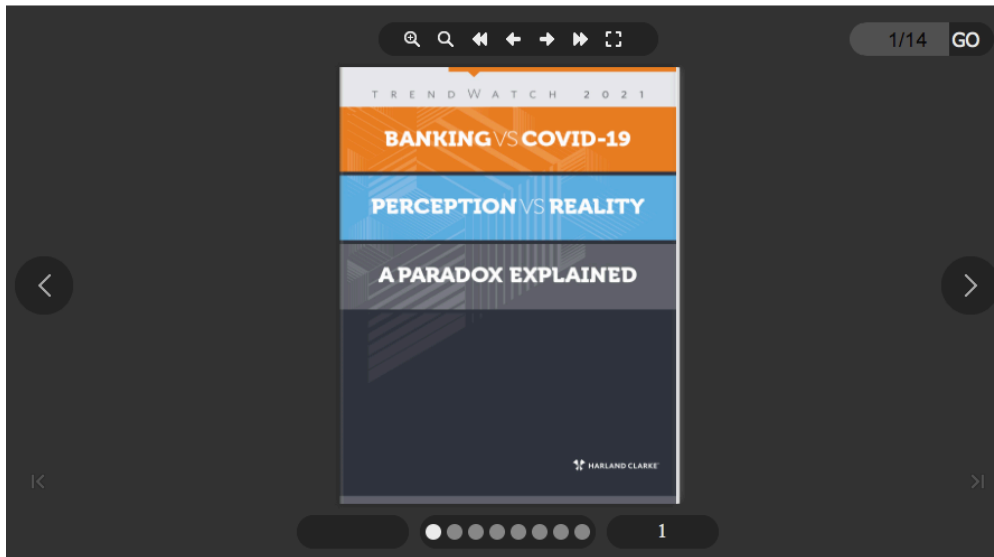 1/14 GO
TRENDWATCH 2021
BANKING VS COVID-19
PERCEPTION VS REALITY
A PARADOX EXPLAINED
HARLAND CLARKE
1